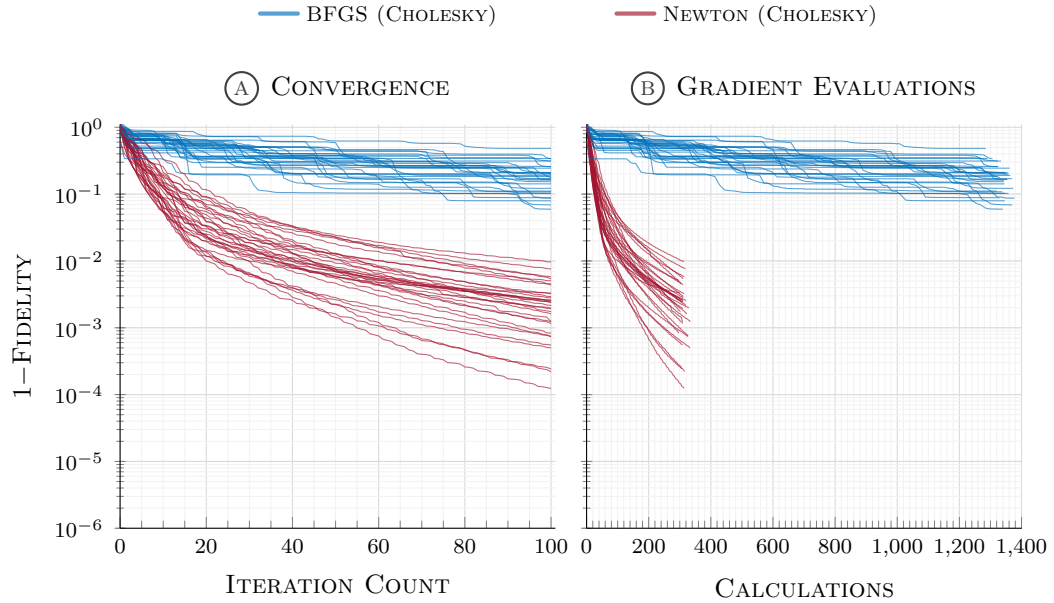 BFGS (Cholesky) Newton (Cholesky)
A Convergence
B Gradient Evaluations
1−Fidelity
10^0
10^−1
10^−2
10^−3
10^−4
10^−5
10^−6
0 20 40 60 80 100
0 200 400 600 800 1,000 1,200 1,400
Iteration Count
Calculations